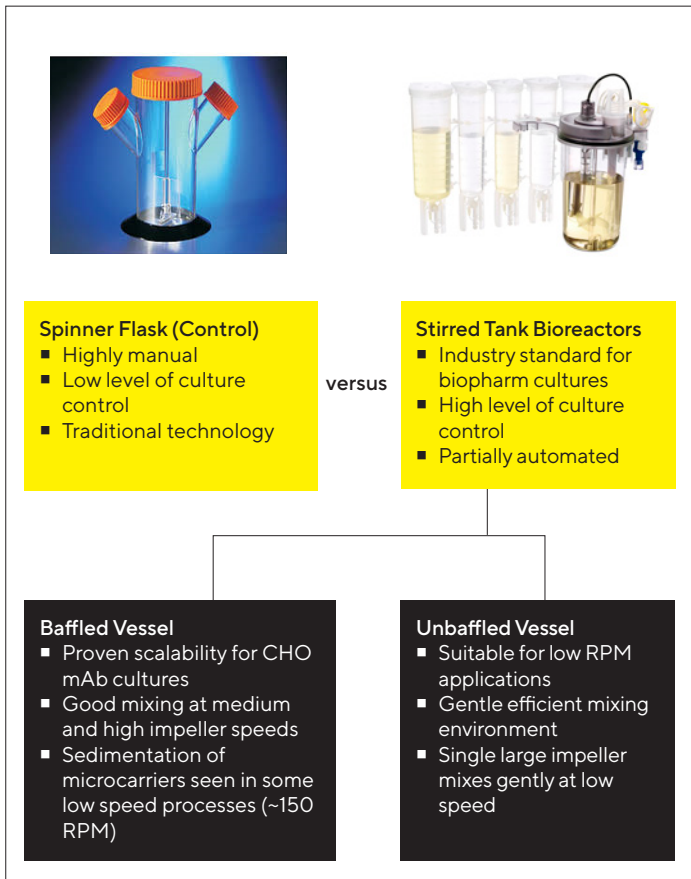 Spinner Flask (Control)
■ Highly manual
■ Low level of culture
control
■ Traditional technology
versus
Stirred Tank Bioreactors
■ Industry standard for
biopharm cultures
■ High level of culture
control
■ Partially automated
Baffled Vessel
■ Proven scalability for CHO
mAb cultures
■ Good mixing at medium
and high impeller speeds
■ Sedimentation of
microcarriers seen in some
low speed processes (~150
RPM)
Unbaffled Vessel
■ Suitable for low RPM
applications
■ Gentle efficient mixing
environment
■ Single large impeller
mixes gently at low
speed